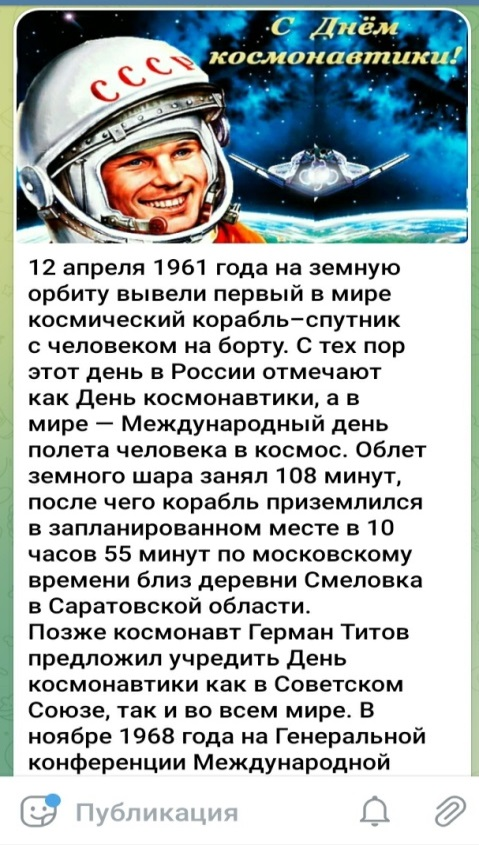 С Днём
космонавтики!
СССР
12 апреля 1961 года на земную
орбиту вывели первый в мире
космический корабль-спутник
с человеком на борту. С тех пор
этот день в России отмечают
как День космонавтики, а в
мире — Международный день
полета человека в космос. Облет
земного шара занял 108 минут,
после чего корабль приземлился
в запланированном месте в 10
часов 55 минут по московскому
времени близ деревни Смеловка
в Саратовской области.
Позже космонавт Герман Титов
предложил учредить День
космонавтики как в Советском
Союзе, так и во всем мире. В
ноябре 1968 года на Генеральной
конференции Международной
Публикация